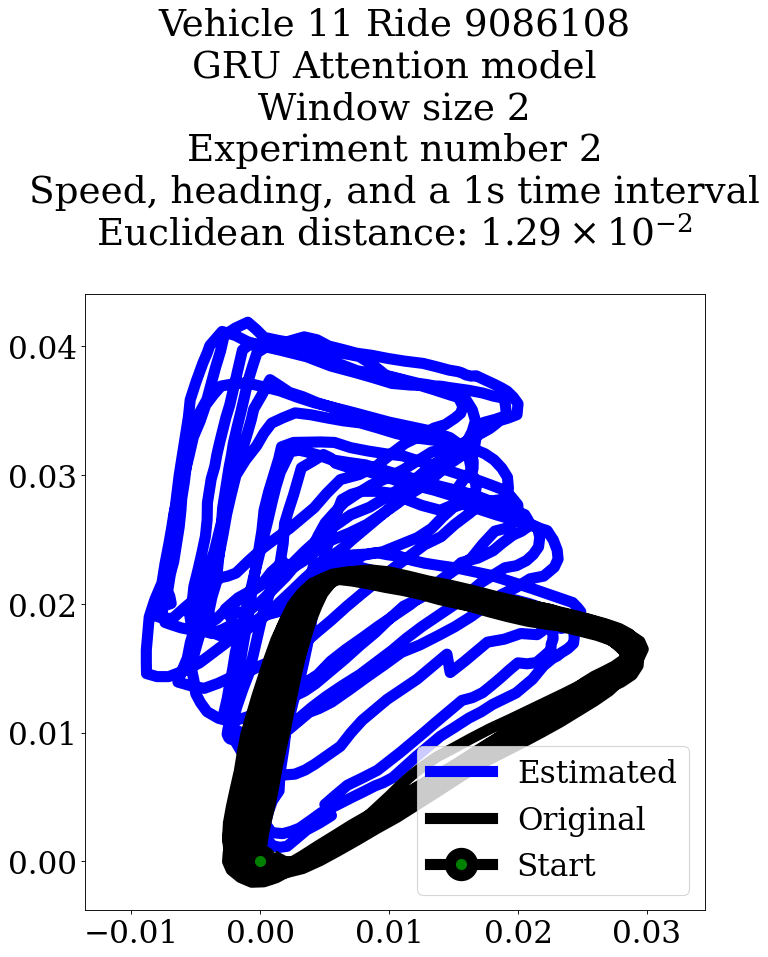 Vehicle 11 Ride 9086108
GRU Attention model
Window size 2
Experiment number 2
Speed, heading, and a 1s time interval
Euclidean distance: 1.29 × 10⁻²
0.04
0.03
0.02
0.01
0.00
Estimated
Original
Start
−0.01 0.00 0.01 0.02 0.03